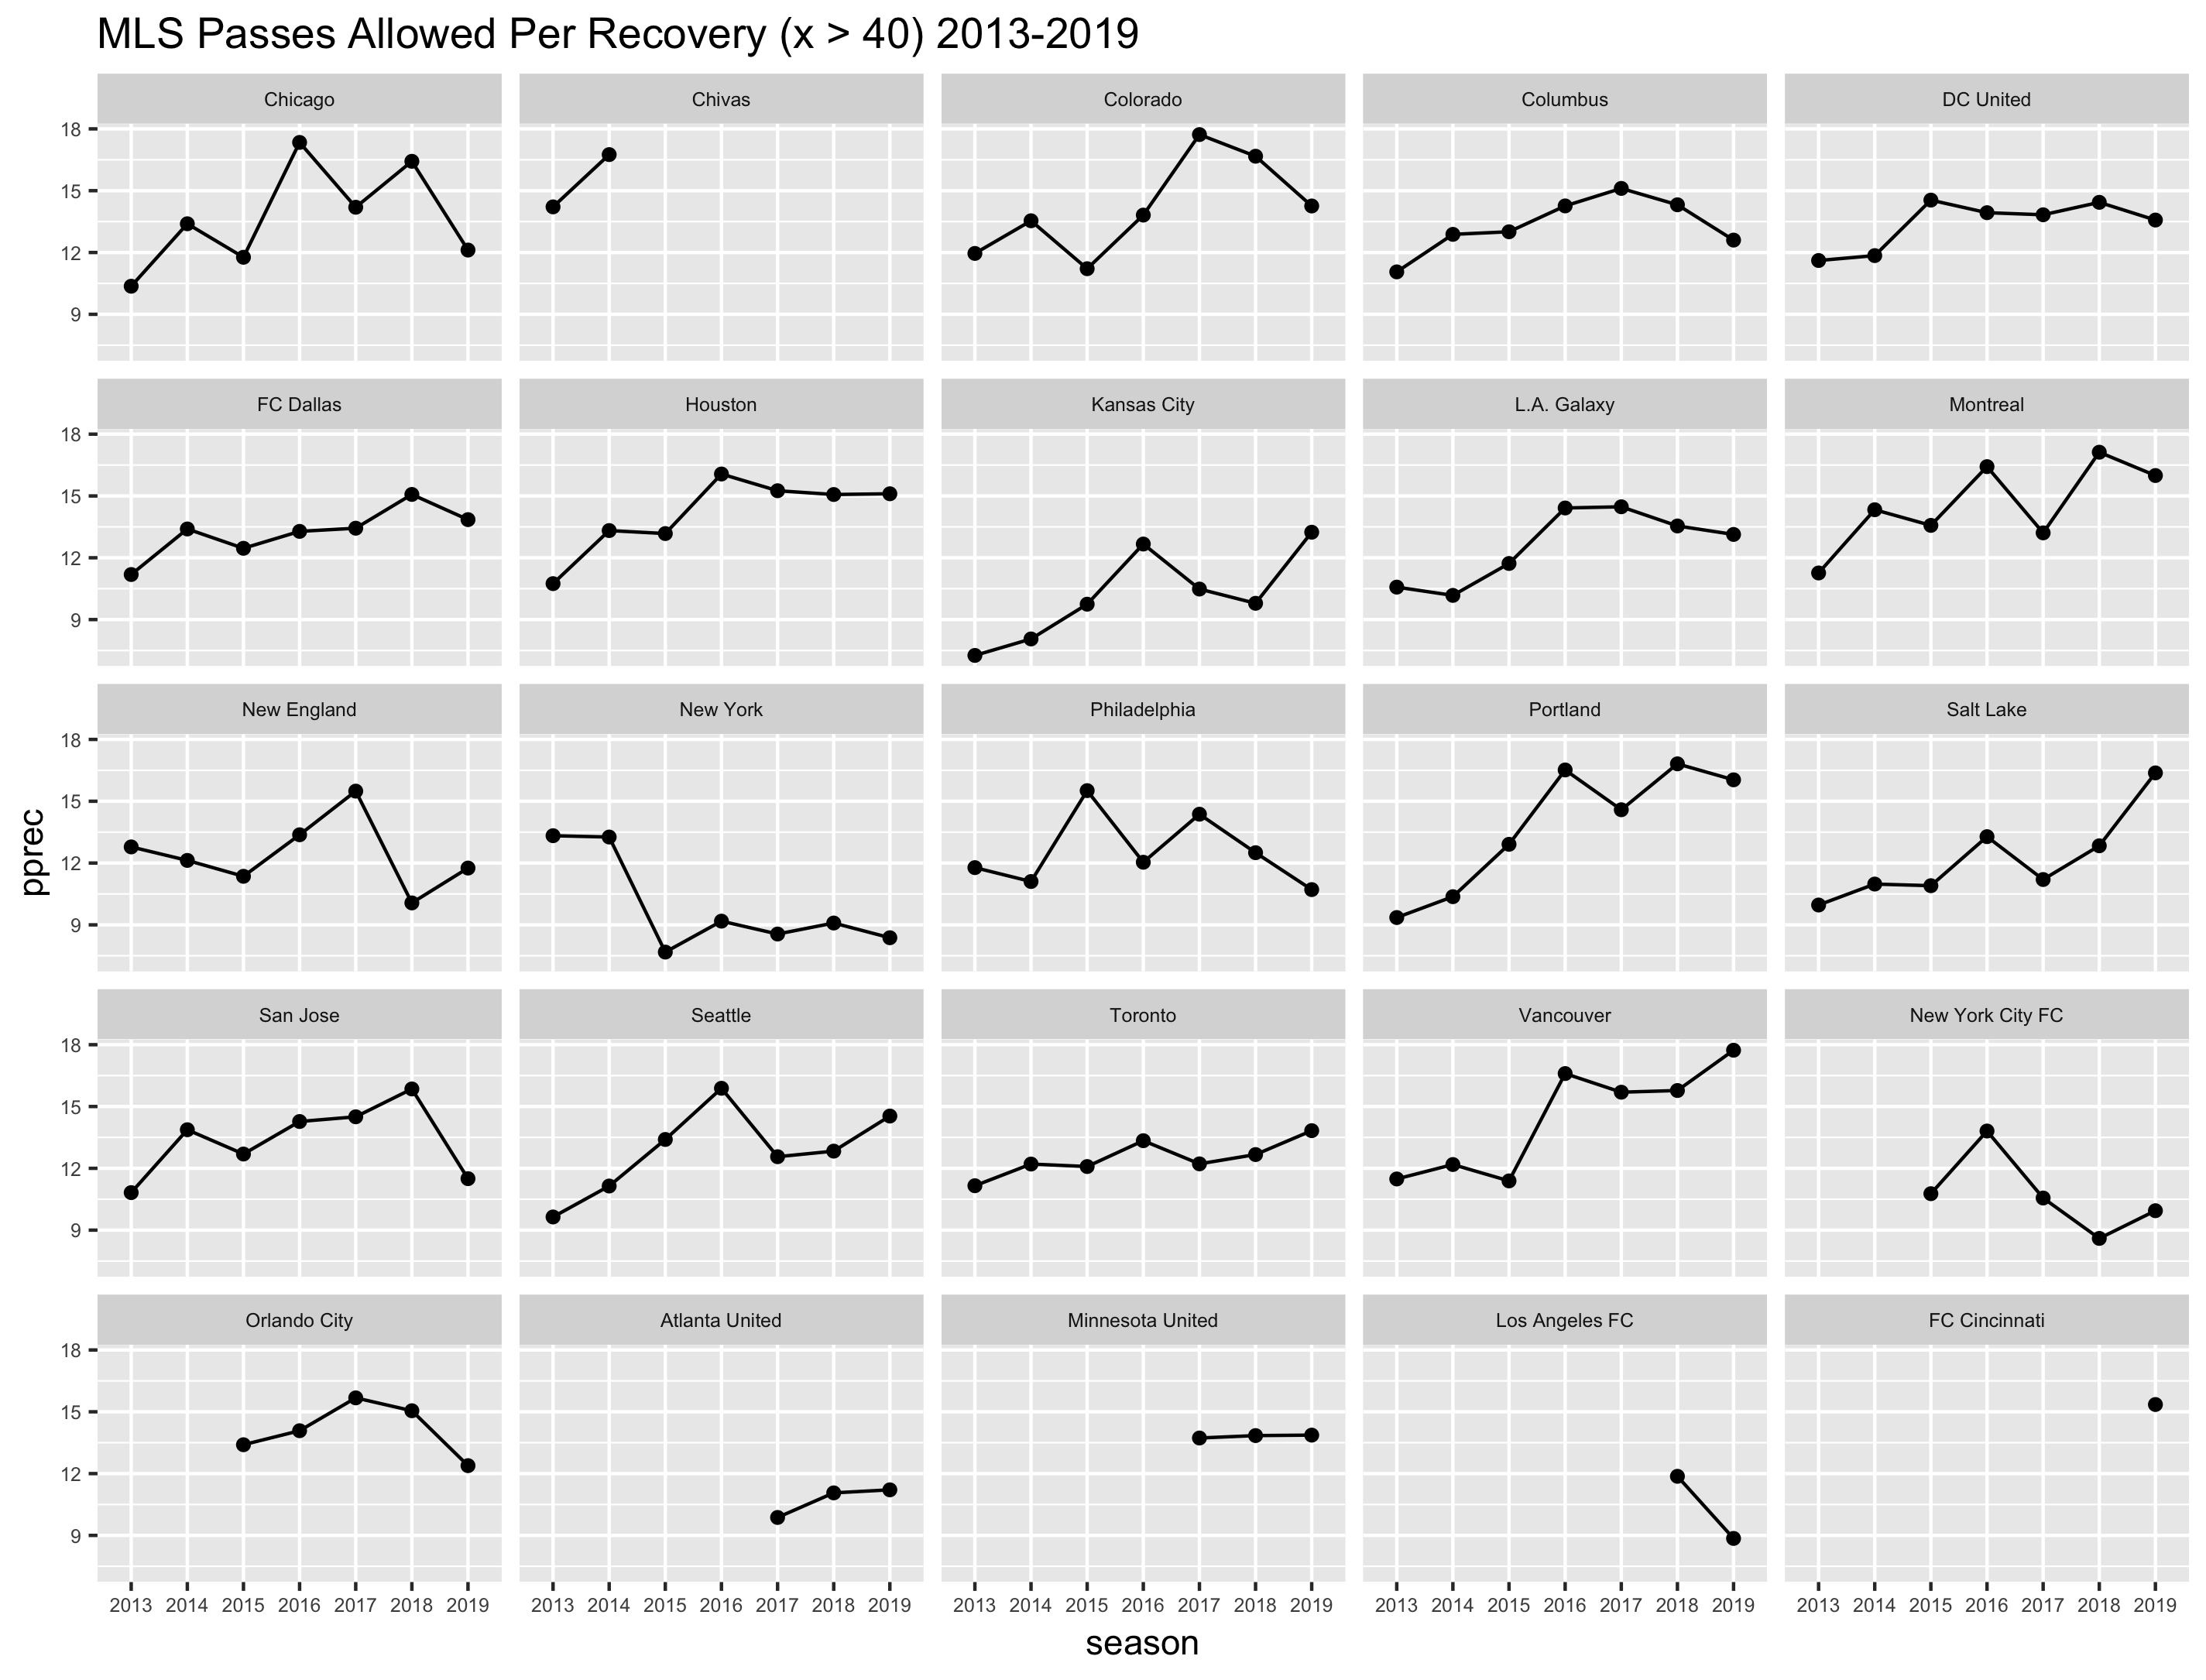 MLS Passes Allowed Per Recovery (x > 40) 2013-2019
Chicago Chivas Colorado Columbus DC United
18
15
12
9
FC Dallas Houston Kansas City L.A. Galaxy Montreal
18
15
12
9
New England New York Philadelphia Portland Salt Lake
18
15
12
9
pprec
San Jose Seattle Toronto Vancouver New York City FC
18
15
12
9
Orlando City Atlanta United Minnesota United Los Angeles FC FC Cincinnati
18
15
12
9
2013 2014 2015 2016 2017 2018 2019 2013 2014 2015 2016 2017 2018 2019 2013 2014 2015 2016 2017 2018 2019 2013 2014 2015 2016 2017 2018 2019 2013 2014 2015 2016 2017 2018 2019
season